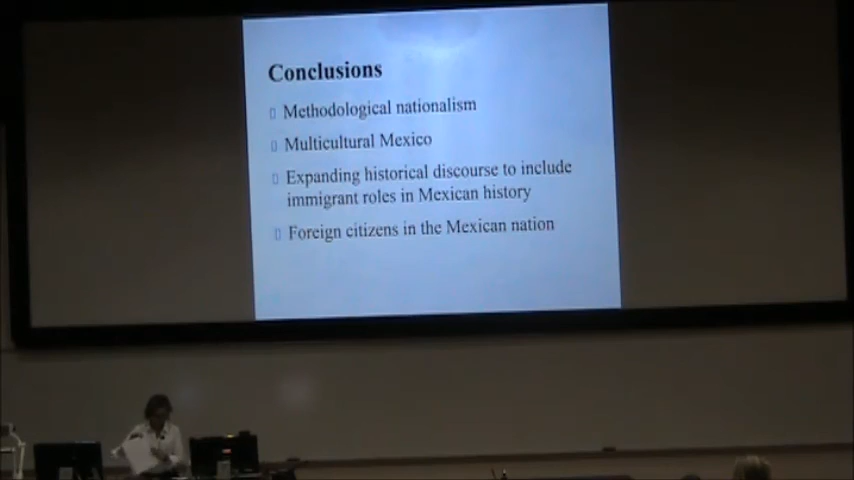 Conclusions
Methodological nationalism
Multicultural Mexico
Expanding historical discourse to include
immigrant roles in Mexican history
Foreign citizens in the Mexican nation